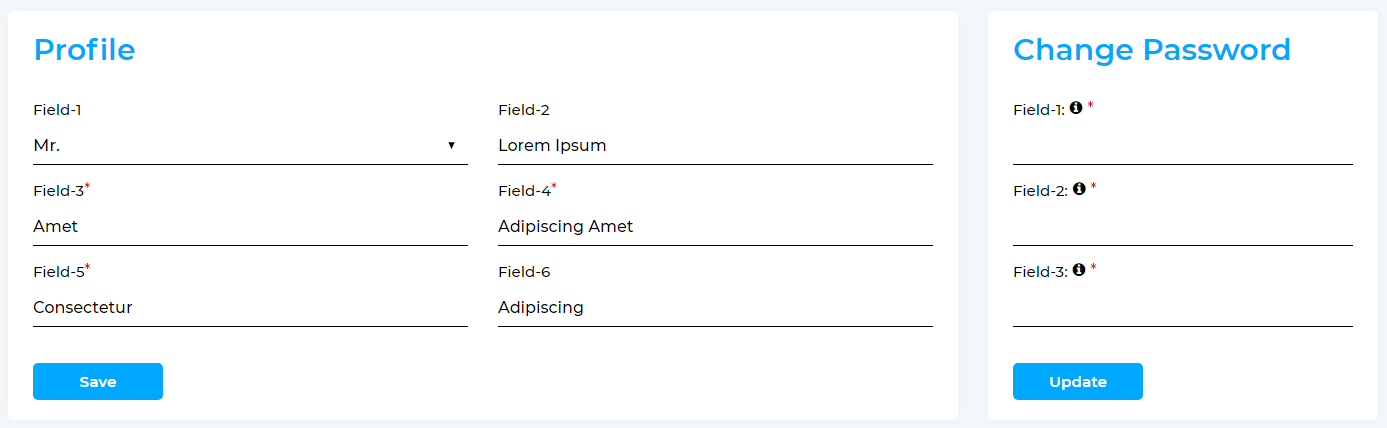 Profile
Field-1
Mr.
Field-2
Lorem Ipsum
Field-3*
Amet
Field-4*
Adipiscing Amet
Field-5*
Consectetur
Field-6
Adipiscing
Save
Change Password
Field-1: *
Field-2: *
Field-3: *
Update